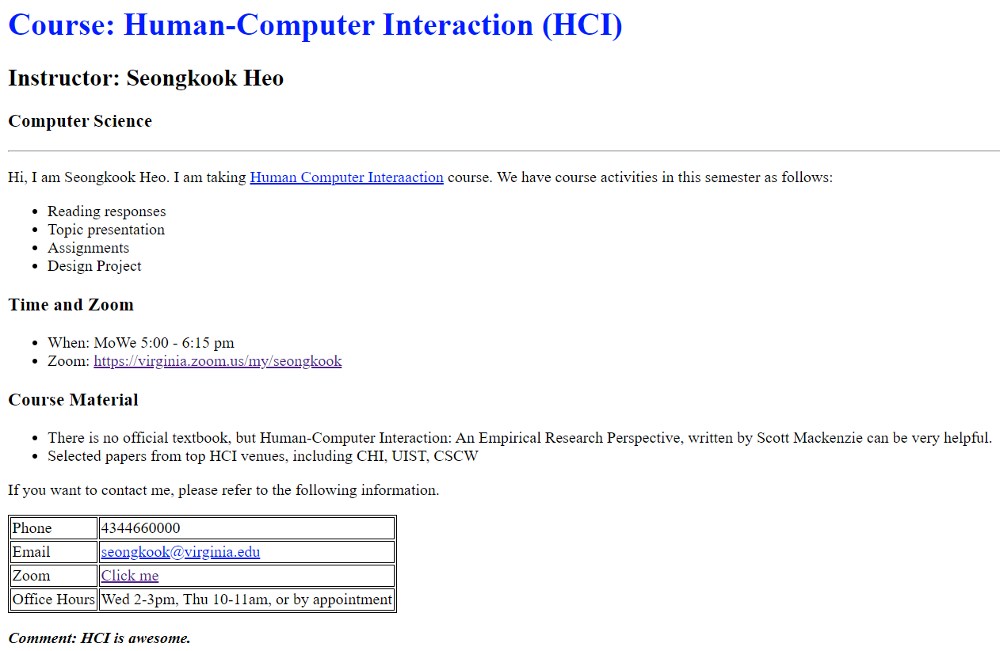 Course: Human-Computer Interaction (HCI)
Instructor: Seongkook Heo
Computer Science
Hi, I am Seongkook Heo. I am taking Human Computer Interaaction course. We have course activities in this semester as follows:
Reading responses
Topic presentation
Assignments
Design Project
Time and Zoom
When: MoWe 5:00 - 6:15 pm
Zoom: https://virginia.zoom.us/my/seongkook
Course Material
There is no official textbook, but Human-Computer Interaction: An Empirical Research Perspective, written by Scott Mackenzie can be very helpful.
Selected papers from top HCI venues, including CHI, UIST, CSCW
If you want to contact me, please refer to the following information.
Phone 4344660000
Email seongkook@virginia.edu
Zoom Click me
Office Hours Wed 2-3pm, Thu 10-11am, or by appointment
Comment: HCI is awesome.